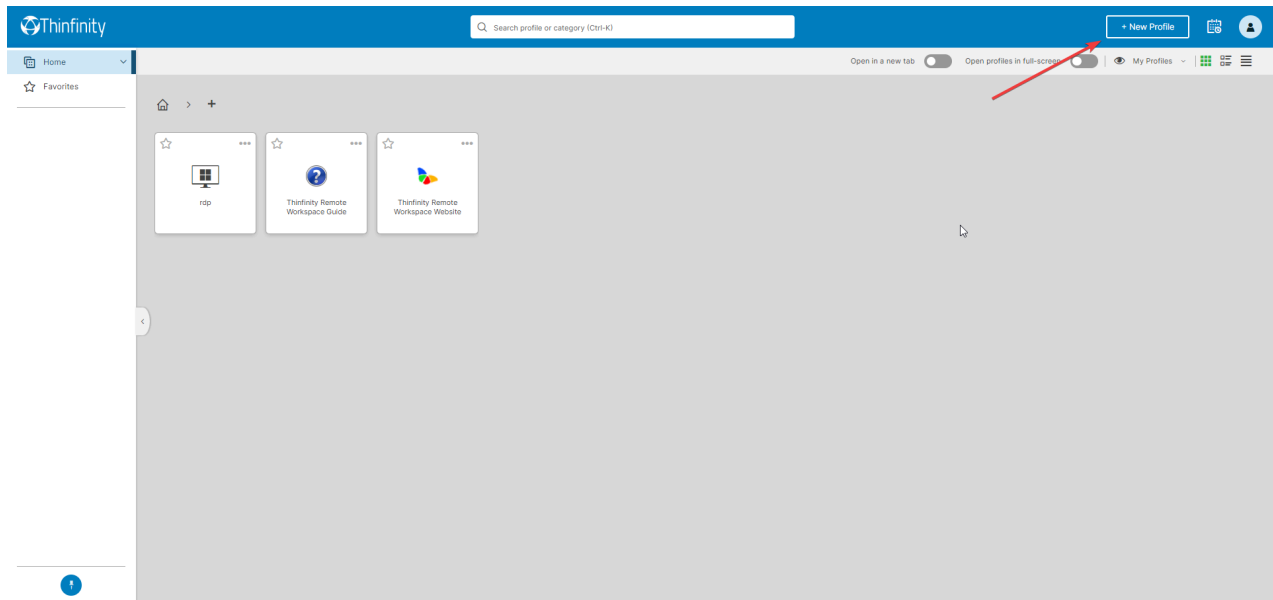 Thinfinity
Search profile or category (Ctrl-K)
+ New Profile
Home
Favorites
Open in a new tab
Open profiles in full-screen
My Profiles
rdp
Thinfinity Remote
Workspace Guide
Thinfinity Remote
Workspace Website